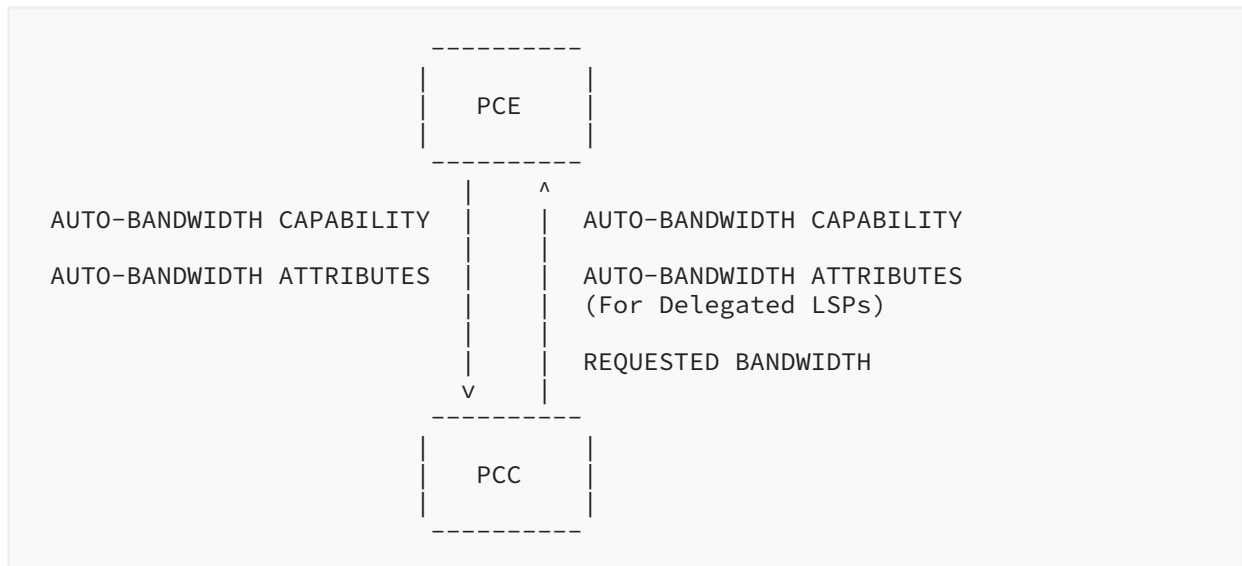 PCE
AUTO-BANDWIDTH CAPABILITY AUTO-BANDWIDTH CAPABILITY
AUTO-BANDWIDTH ATTRIBUTES AUTO-BANDWIDTH ATTRIBUTES
(For Delegated LSPs)
REQUESTED BANDWIDTH
PCC